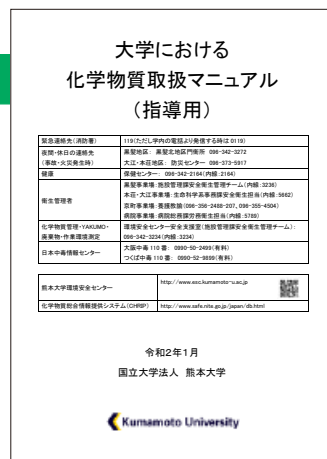 大学における
化学物質取扱マニュアル
（指導用）
緊急連絡先（消防署） 119（ただし学内の電話より発信する時は 0119）
夜間・休日の連絡先 黒髪地区： 黒髪北地区門衛所 096-342-3272
（事故・火災発生時） 大江・本荘地区： 防災センター 096-373-5917
健康 保健センター： 096-342-2164（内線：2164）
衛生管理者 黒髪事業場：施設管理課安全衛生管理チーム（内線：3236）
本荘・大江事業場：生命科学系事務課安全衛生担当（内線：5662）
京町事業場：養護教諭（096-356-2488-207、096-355-4504）
病院事業場：病院総務課労務衛生担当（内線：5789）
化学物質管理・YAKUMO・ 環境安全センター安全支援室（施設管理課安全衛生管理チーム）：
廃棄物・作業環境測定 096-342-3234（内線：3234）
日本中毒情報センター 大阪中毒 110 番： 0990-50-2499（有料）
つくば中毒 110 番： 0990-52-9899（有料）
熊本大学環境安全センター http://www.esc.kumamoto-u.ac.jp
化学物質総合情報提供システム（CHRIP） http://www.safe.nite.go.jp/japan/db.html
令和2年1月
国立大学法人 熊本大学
Kumamoto University